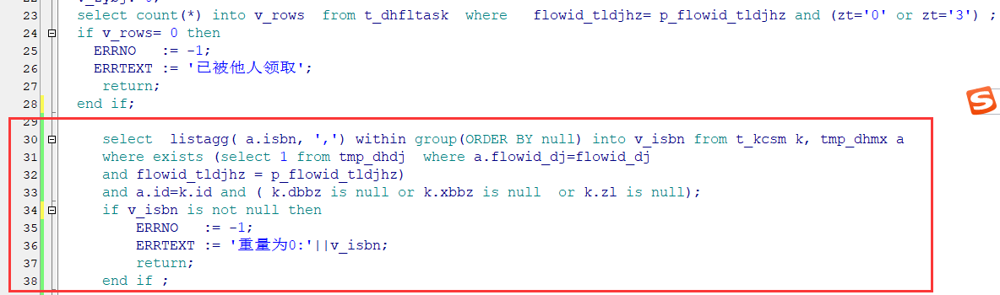 23 select count(*) into v_rows  from t_dhfltask  where   flowid_tldjhz= p_flowid_tldjhz and (zt='0' or zt='3') ;
24 if v_rows= 0 then
25 ERRNO   := -1;
26 ERRTEXT := '已被他人领取';
27 return;
28 end if;
29
30 select  listagg( a.isbn, ',') within group(ORDER BY null) into v_isbn from t_kcsm k, tmp_dhmx a
31 where exists (select 1 from tmp_dhdj  where a.flowid_dj=flowid_dj
32 and flowid_tldjhz = p_flowid_tldjhz)
33 and a.id=k.id and ( k.dbbz is null or k.xbbz is null  or k.zl is null);
34 if v_isbn is not null then
35 ERRNO   := -1;
36 ERRTEXT := '重量为0:'||v_isbn;
37 return;
38 end if ;
S